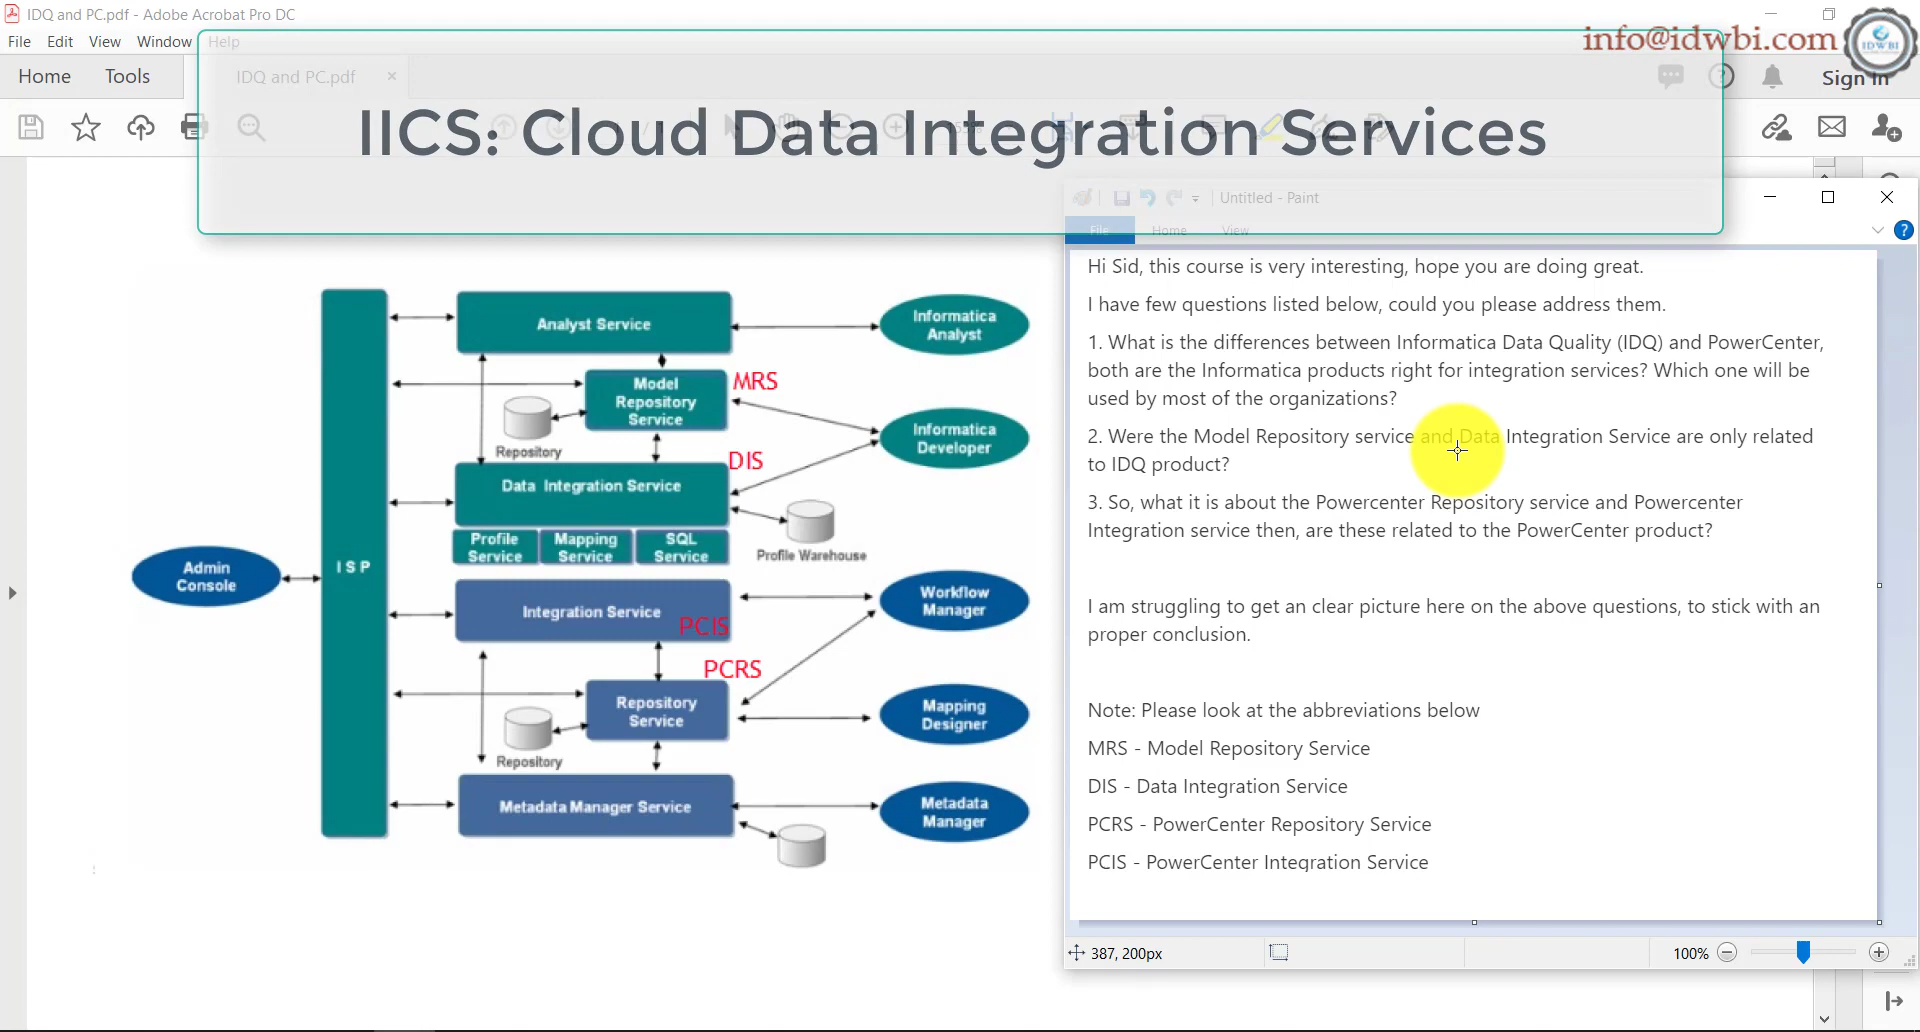 IDQ and PC.pdf - Adobe Acrobat Pro DC
File Edit View Window Help
info@idwbi.com
IDWBI
Home Tools IDQ and PC.pdf × Sign In
IICS: Cloud Data Integration Services
Untitled - Paint
File Home View
Hi Sid, this course is very interesting, hope you are doing great.
I have few questions listed below, could you please address them.
1. What is the differences between Informatica Data Quality (IDQ) and PowerCenter,
both are the Informatica products right for integration services? Which one will be
used by most of the organizations?
2. Were the Model Repository service and Data Integration Service are only related
to IDQ product?
3. So, what it is about the Powercenter Repository service and Powercenter
Integration service then, are these related to the PowerCenter product?
I am struggling to get an clear picture here on the above questions, to stick with an
proper conclusion.
Note: Please look at the abbreviations below
MRS - Model Repository Service
DIS - Data Integration Service
PCRS - PowerCenter Repository Service
PCIS - PowerCenter Integration Service
387, 200px
100%
Admin
Console
ISP
Analyst Service
Informatica
Analyst
Model
Repository
Service
MRS
Repository
Informatica
Developer
DIS
Data Integration Service
Profile
Service
Mapping
Service
SQL
Service
Profile Warehouse
Integration Service
PCIS
Workflow
Manager
PCRS
Repository
Service
Repository
Mapping
Designer
Metadata Manager Service
Metadata
Manager